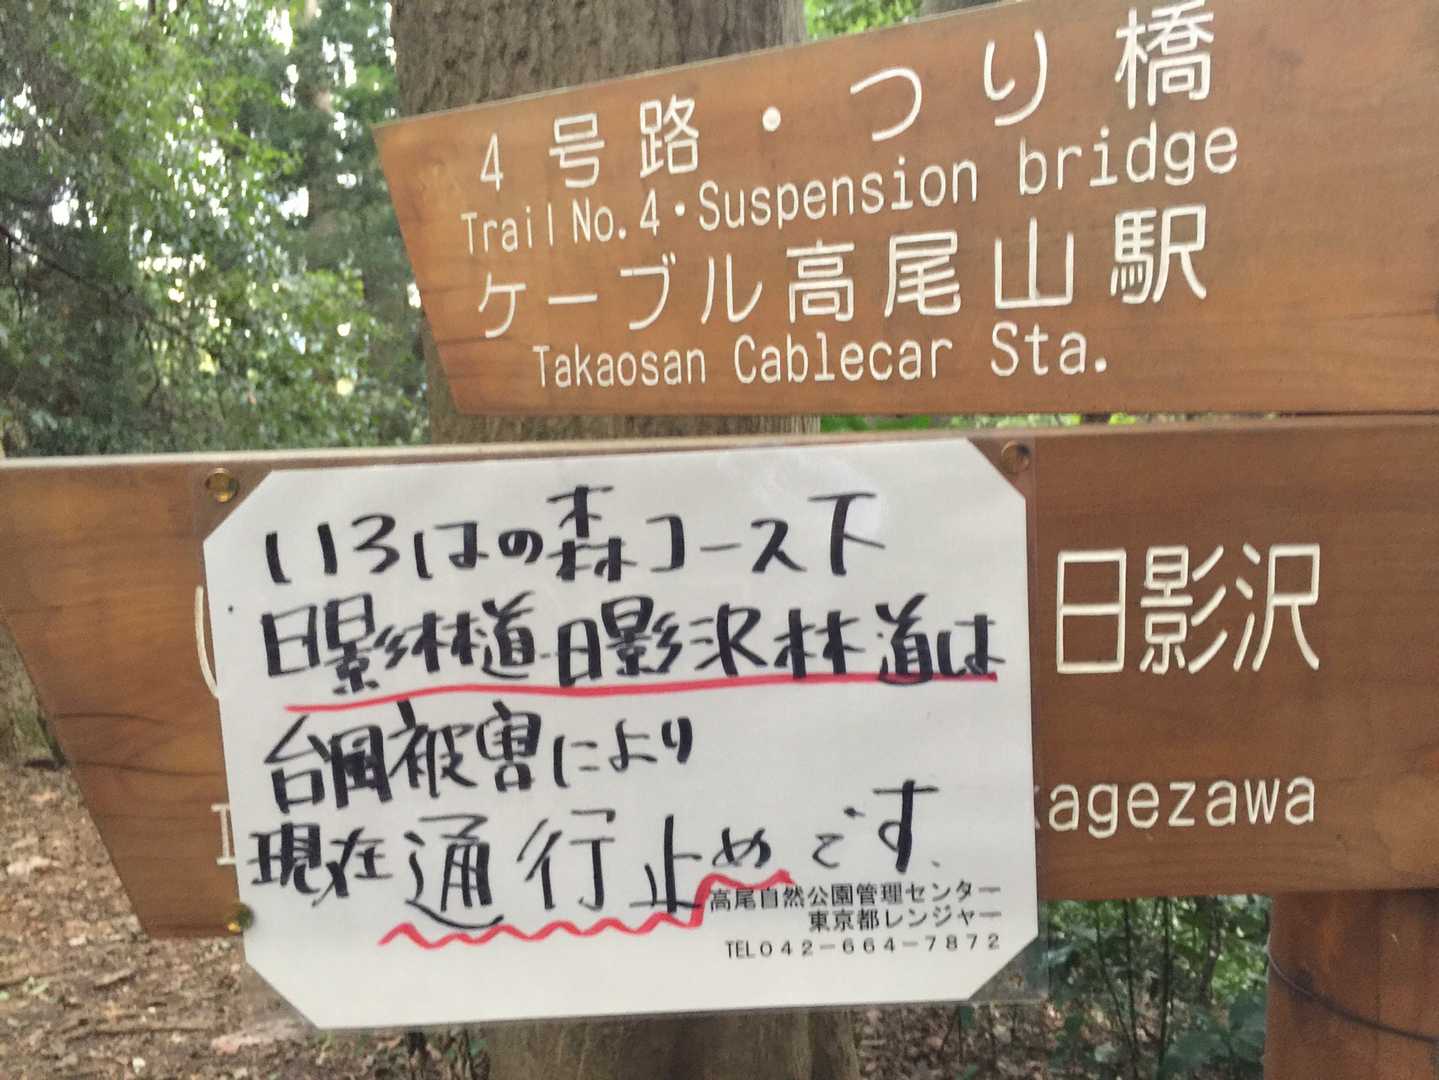 4号路・つり橋
Trail No.4・Suspension bridge
ケーブル高尾山駅
Takaosan Cablecar Sta.
いろはの森コース下
日影林道・日影沢林道は
台風被害により
現在通行止めです。
高尾自然公園管理センター
東京都レンジャー
TEL042－664－7872
日影沢
kagezawa